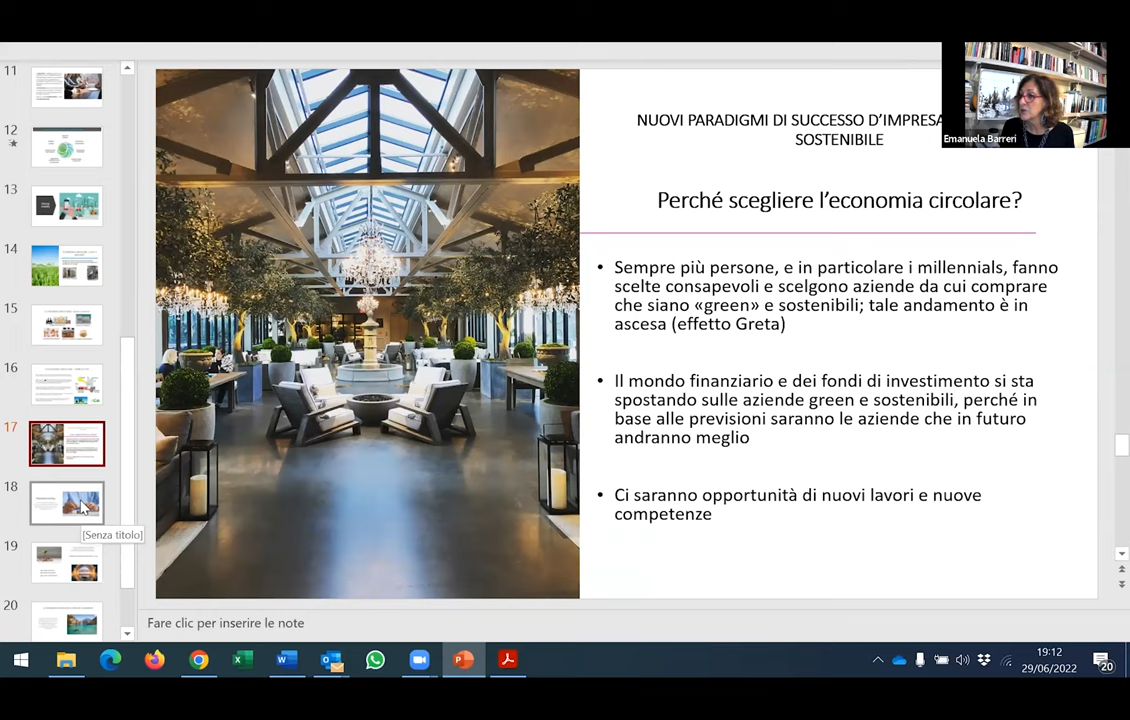 11
12
13
14
15
16
17
18
19
20
[Senza titolo]
NUOVI PARADIGMI DI SUCCESSO D’IMPRESA
SOSTENIBILE
Perché scegliere l’economia circolare?
• Sempre più persone, e in particolare i millennials, fanno
scelte consapevoli e scelgono aziende da cui comprare
che siano «green» e sostenibili; tale andamento è in
ascesa (effetto Greta)
• Il mondo finanziario e dei fondi di investimento si sta
spostando sulle aziende green e sostenibili, perché in
base alle previsioni saranno le aziende che in futuro
andranno meglio
• Ci saranno opportunità di nuovi lavori e nuove
competenze
Emanuela Barreri
Fare clic per inserire le note
19:12
29/06/2022
20